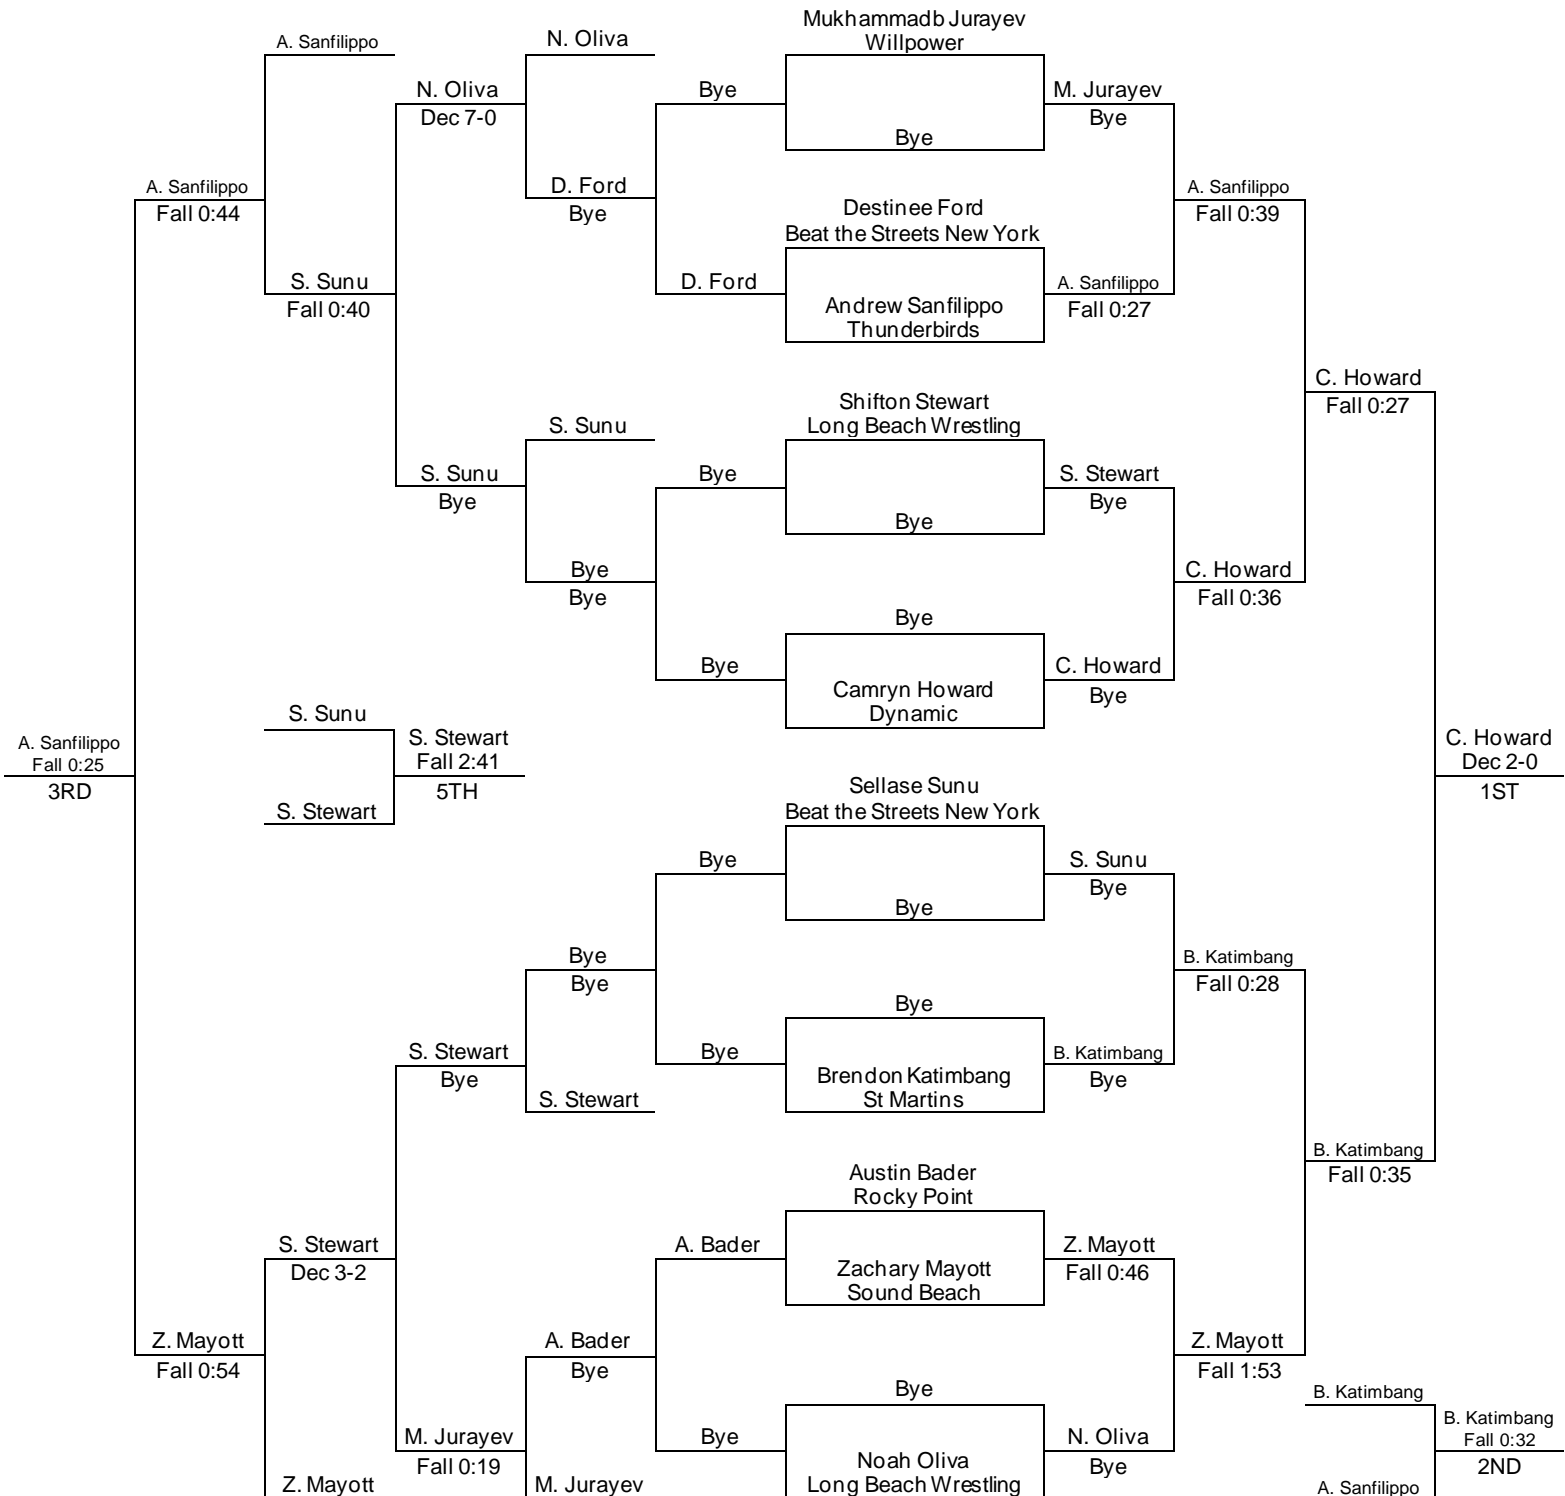 Mukhammadb Jurayev
Willpower
A. Sanfilippo
N. Oliva
N. Oliva
Dec 7-0
Bye
M. Jurayev
Bye
Bye
A. Sanfilippo
Fall 0:44
D. Ford
Bye
Destinee Ford
Beat the Streets New York
A. Sanfilippo
Fall 0:39
S. Sunu
Fall 0:40
D. Ford
Andrew Sanfilippo
Thunderbirds
A. Sanfilippo
Fall 0:27
C. Howard
Fall 0:27
Shifton Stewart
Long Beach Wrestling
S. Sunu
S. Sunu
Bye
Bye
S. Stewart
Bye
Bye
Bye
Bye
C. Howard
Fall 0:36
Bye
Bye
C. Howard
Bye
Camryn Howard
Dynamic
S. Sunu
A. Sanfilippo
Fall 0:25
3RD
S. Stewart
Fall 2:41
5TH
S. Stewart
C. Howard
Dec 2-0
1ST
Sellase Sunu
Beat the Streets New York
Bye
S. Sunu
Bye
Bye
Bye
Bye
B. Katimbang
Fall 0:28
Bye
S. Stewart
Bye
Bye
Brendon Katimbang
St Martins
B. Katimbang
Bye
S. Stewart
B. Katimbang
Fall 0:35
Austin Bader
Rocky Point
S. Stewart
Dec 3-2
A. Bader
Zachary Mayott
Sound Beach
Z. Mayott
Fall 0:46
Z. Mayott
Fall 0:54
A. Bader
Bye
Z. Mayott
Fall 1:53
Bye
B. Katimbang
M. Jurayev
Fall 0:19
Bye
Noah Oliva
Long Beach Wrestling
N. Oliva
Bye
B. Katimbang
Fall 0:32
2ND
Z. Mayott
M. Jurayev
A. Sanfilippo